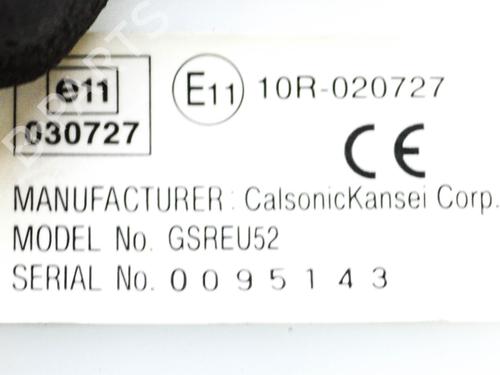 e11
030727
E11 10R-020727
CE
MANUFACTURER: CalsonicKansei Corp.
MODEL No. GSREU52
SERIAL No. 0095143